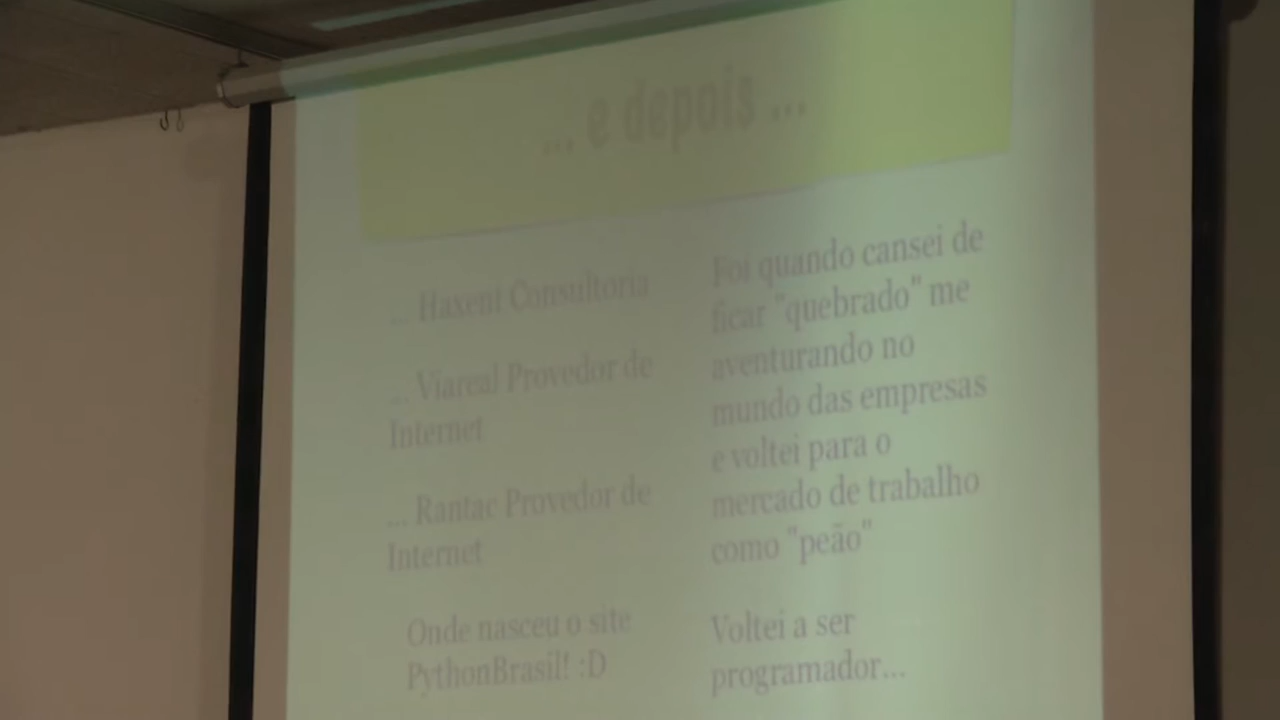 ... e depois ...
... Haxent Consultoria
... Viareal Provedor de
Internet
... Rantac Provedor de
Internet
Onde nasceu o site
PythonBrasil! :D
Foi quando cansei de
ficar "quebrado" me
aventurando no
mundo das empresas
e voltei para o
mercado de trabalho
como "peão"
Voltei a ser
programador...